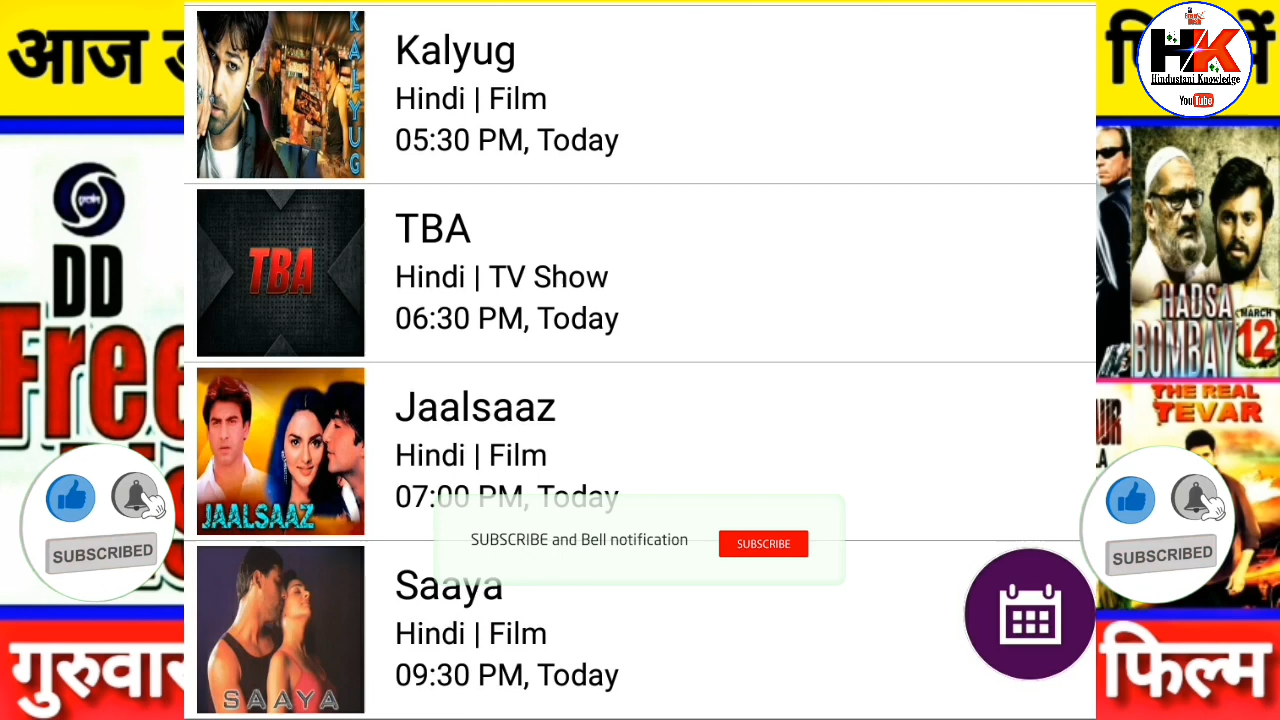 आज
KALYUG
Kalyug
Hindi | Film
05:30 PM, Today
HK
Hindustani Knowledge
YouTube
दूरदर्शन
DD
Free
TBA
TBA
Hindi | TV Show
06:30 PM, Today
HADSA
BOMBAY
MARCH
12
JAALSAAZ
Jaalsaaz
Hindi | Film
07:00 PM, Today
THE REAL
TEVAR
SUBSCRIBE and Bell notification
SUBSCRIBE
SUBSCRIBED
SUBSCRIBED
SAAYA
Saaya
Hindi | Film
09:30 PM, Today
फिल्म